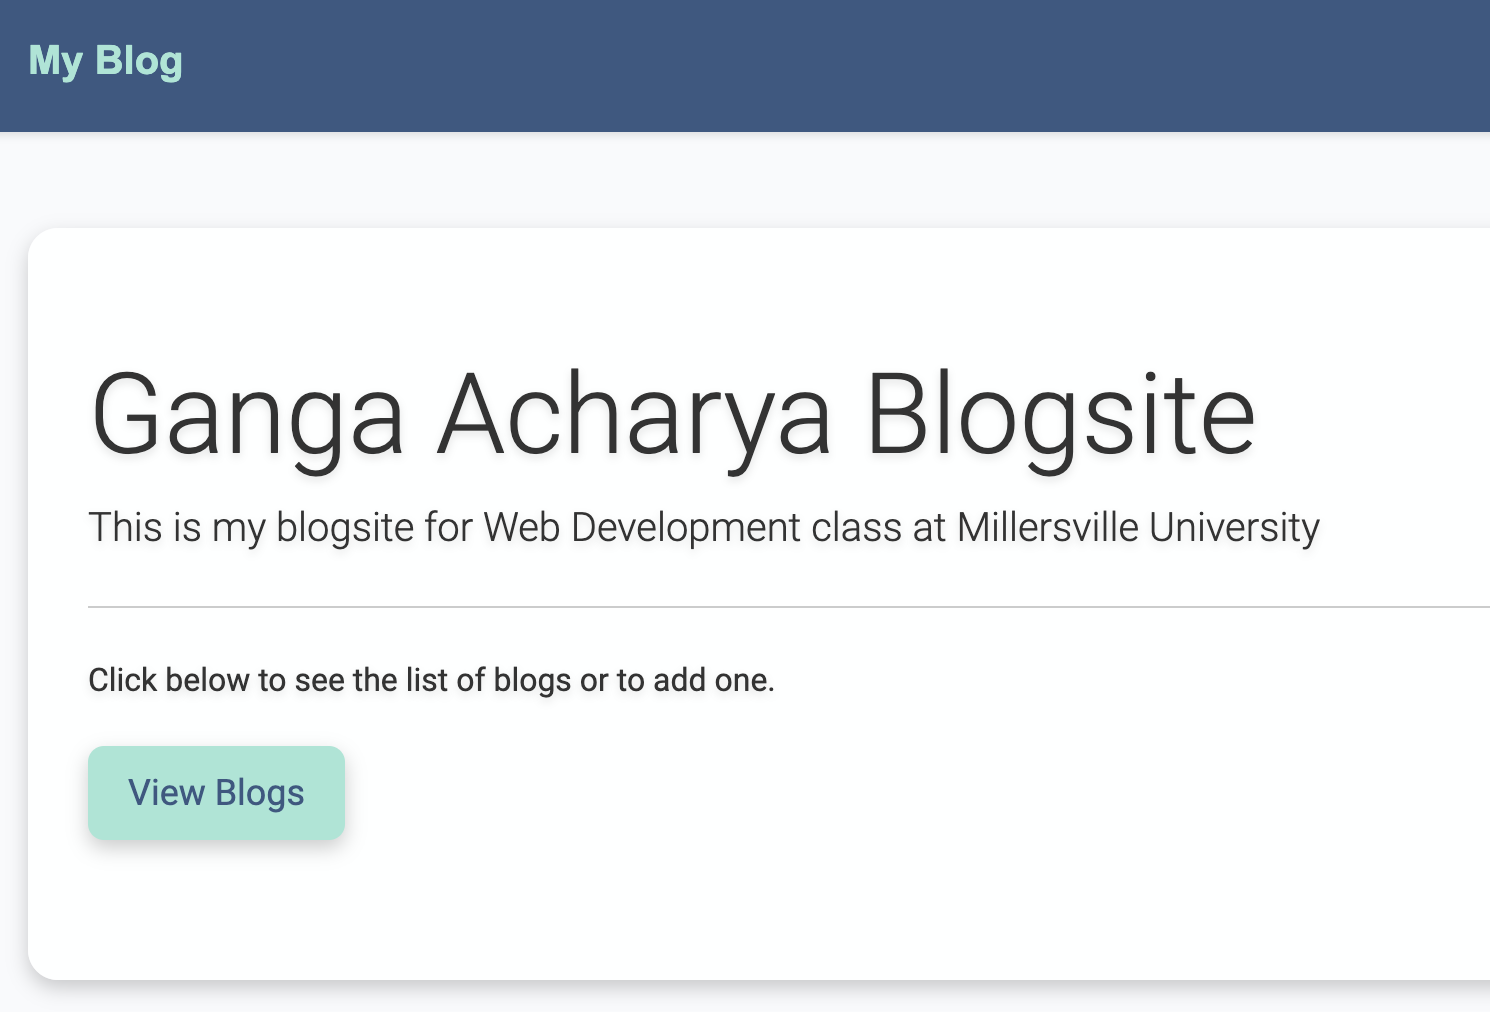 My Blog
Ganga Acharya Blogsite
This is my blogsite for Web Development class at Millersville University
Click below to see the list of blogs or to add one.
View Blogs